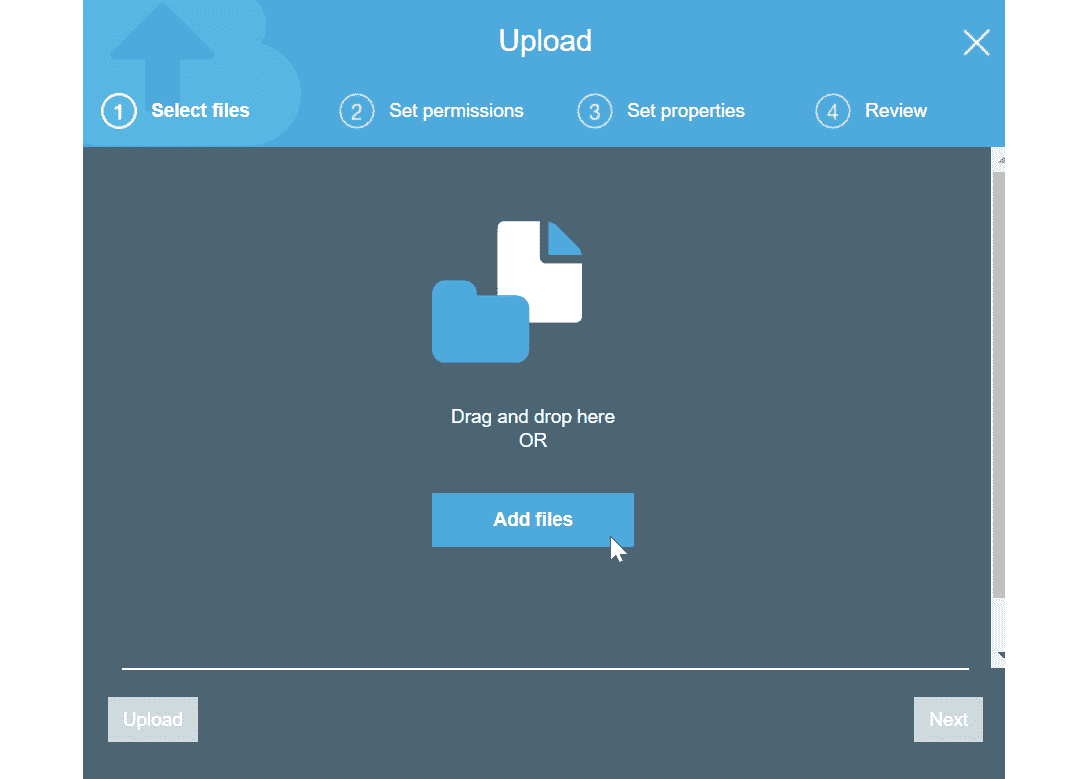 Upload
1 Select files
2 Set permissions
3 Set properties
4 Review
Drag and drop here
OR
Add files
Upload
Next